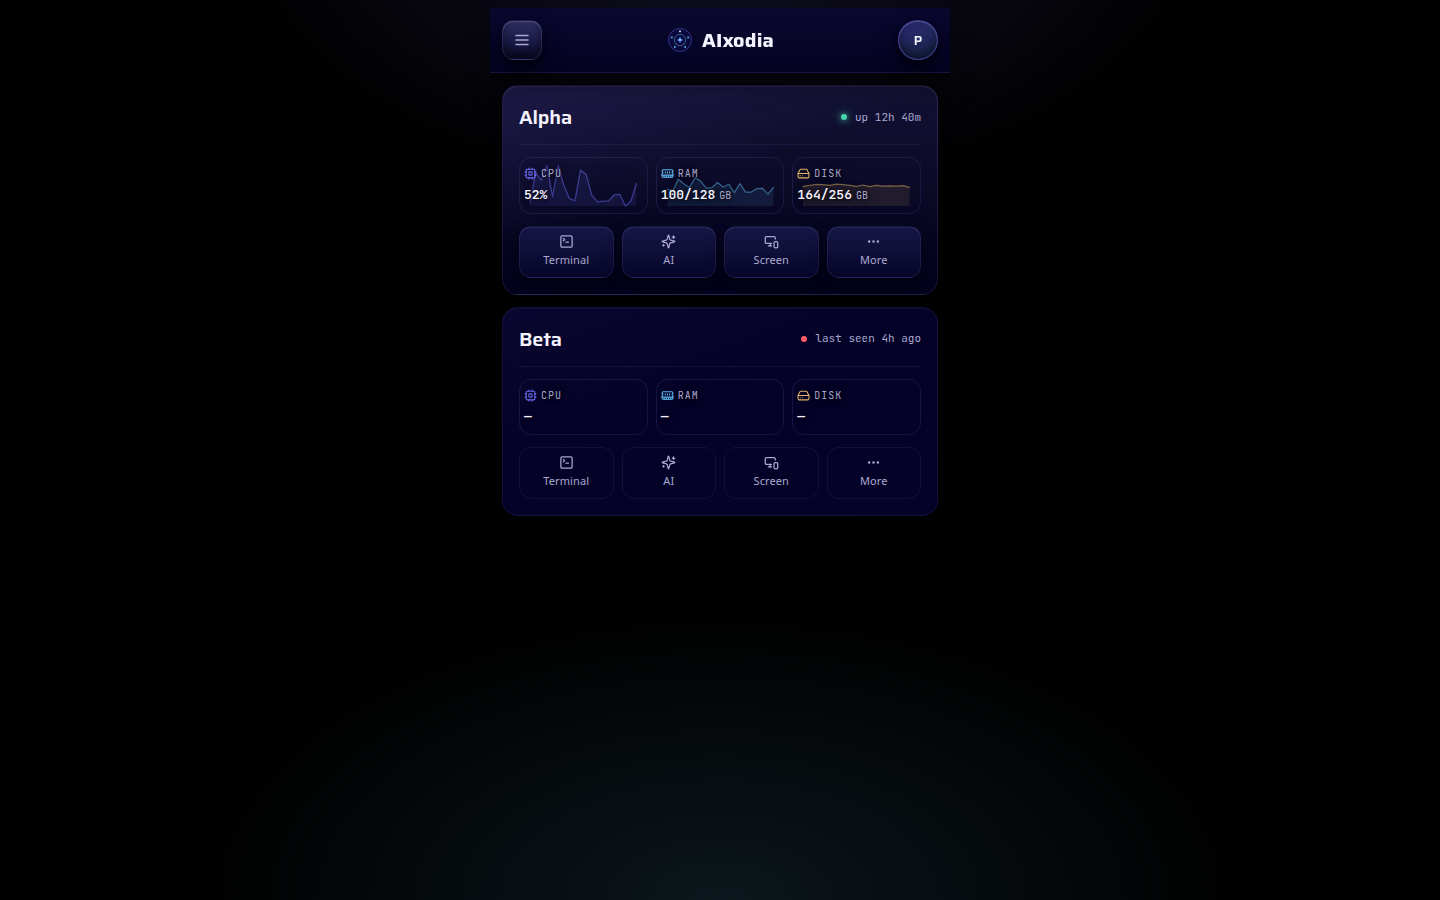 AIxodia
P
Alpha
up 12h 40m
CPU
52%
RAM
100/128 GB
DISK
164/256 GB
Terminal
AI
Screen
More
Beta
last seen 4h ago
CPU
—
RAM
—
DISK
—
Terminal
AI
Screen
More